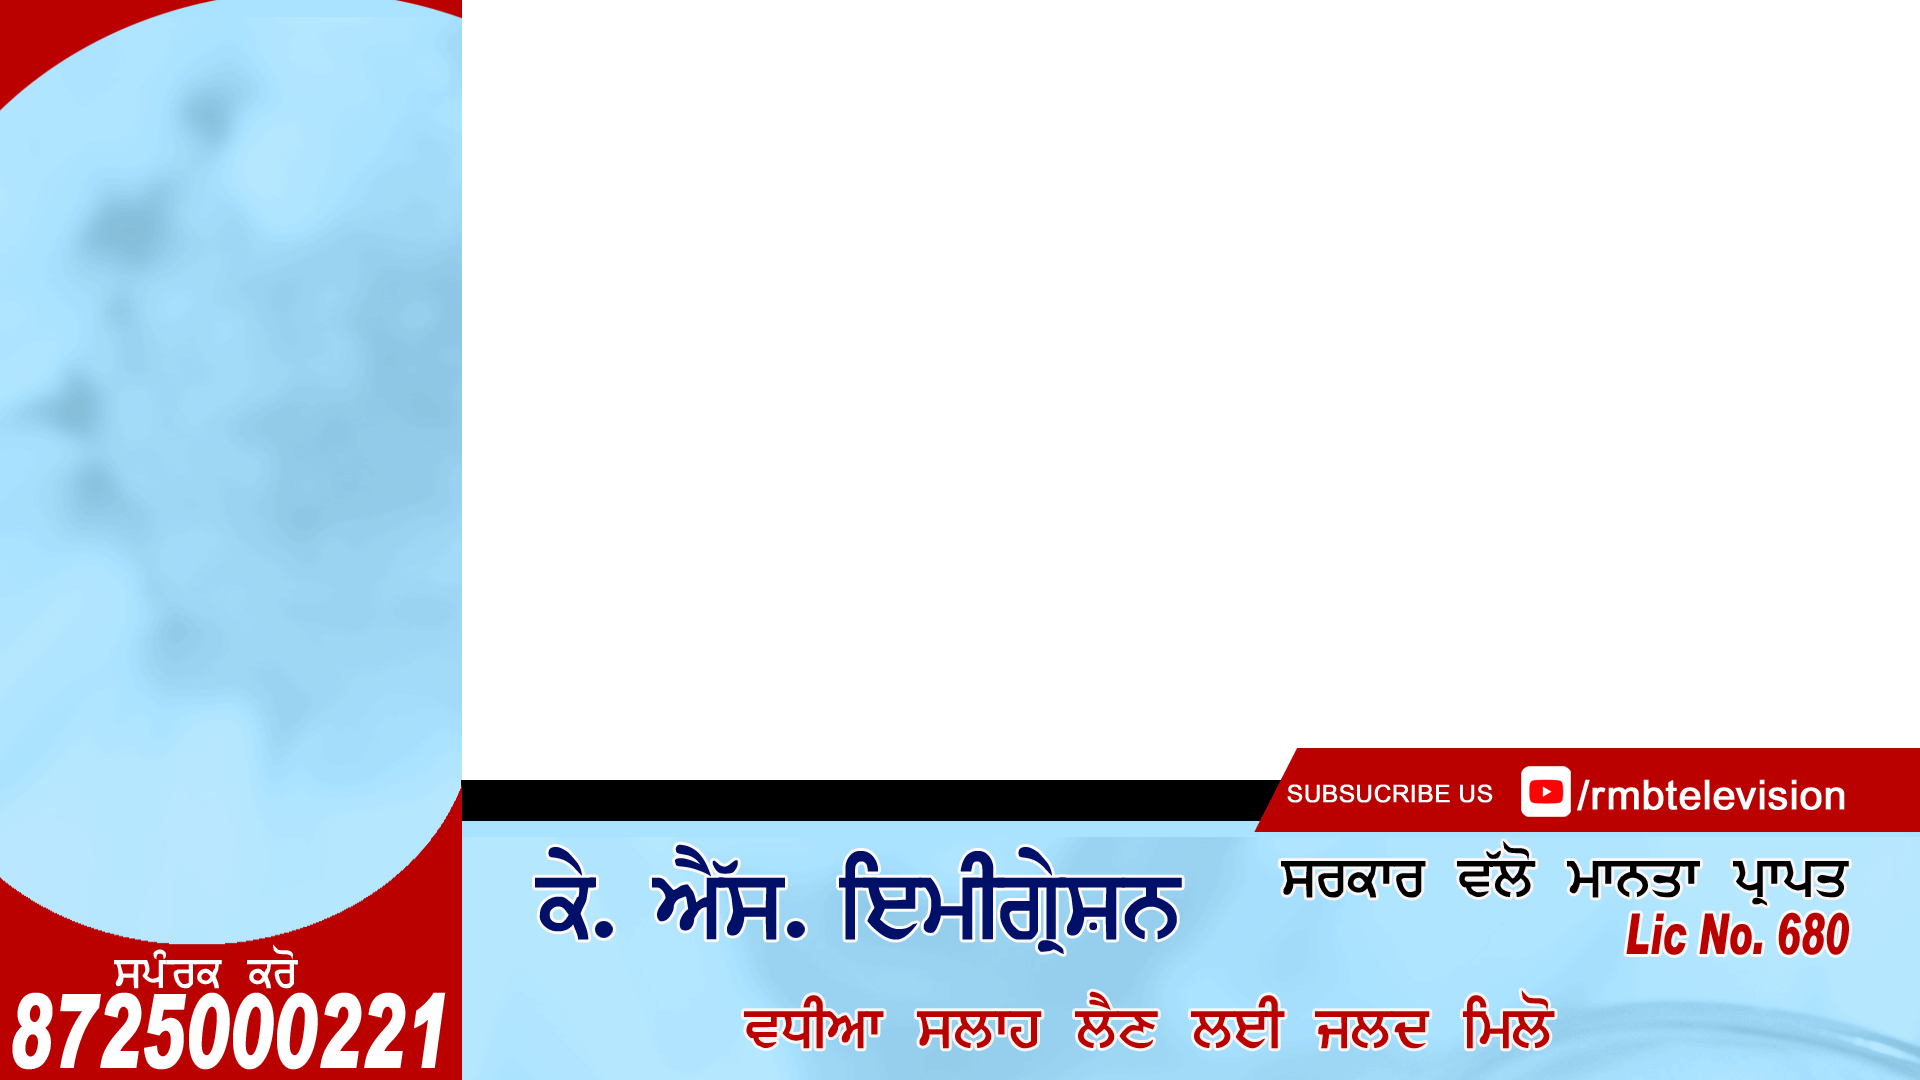 SUBSUCRIBE US /rmbtelevision
ਕੇ. ਐੱਸ. ਇਮੀਗ੍ਰੇਸ਼ਨ
ਸਰਕਾਰ ਵੱਲੋ ਮਾਨਤਾ ਪ੍ਰਾਪਤ
Lic No. 680
ਵਧੀਆ ਸਲਾਹ ਲੈਣ ਲਈ ਜਲਦ ਮਿਲੋ
ਸਪੰਰਕ ਕਰੋ
8725000221